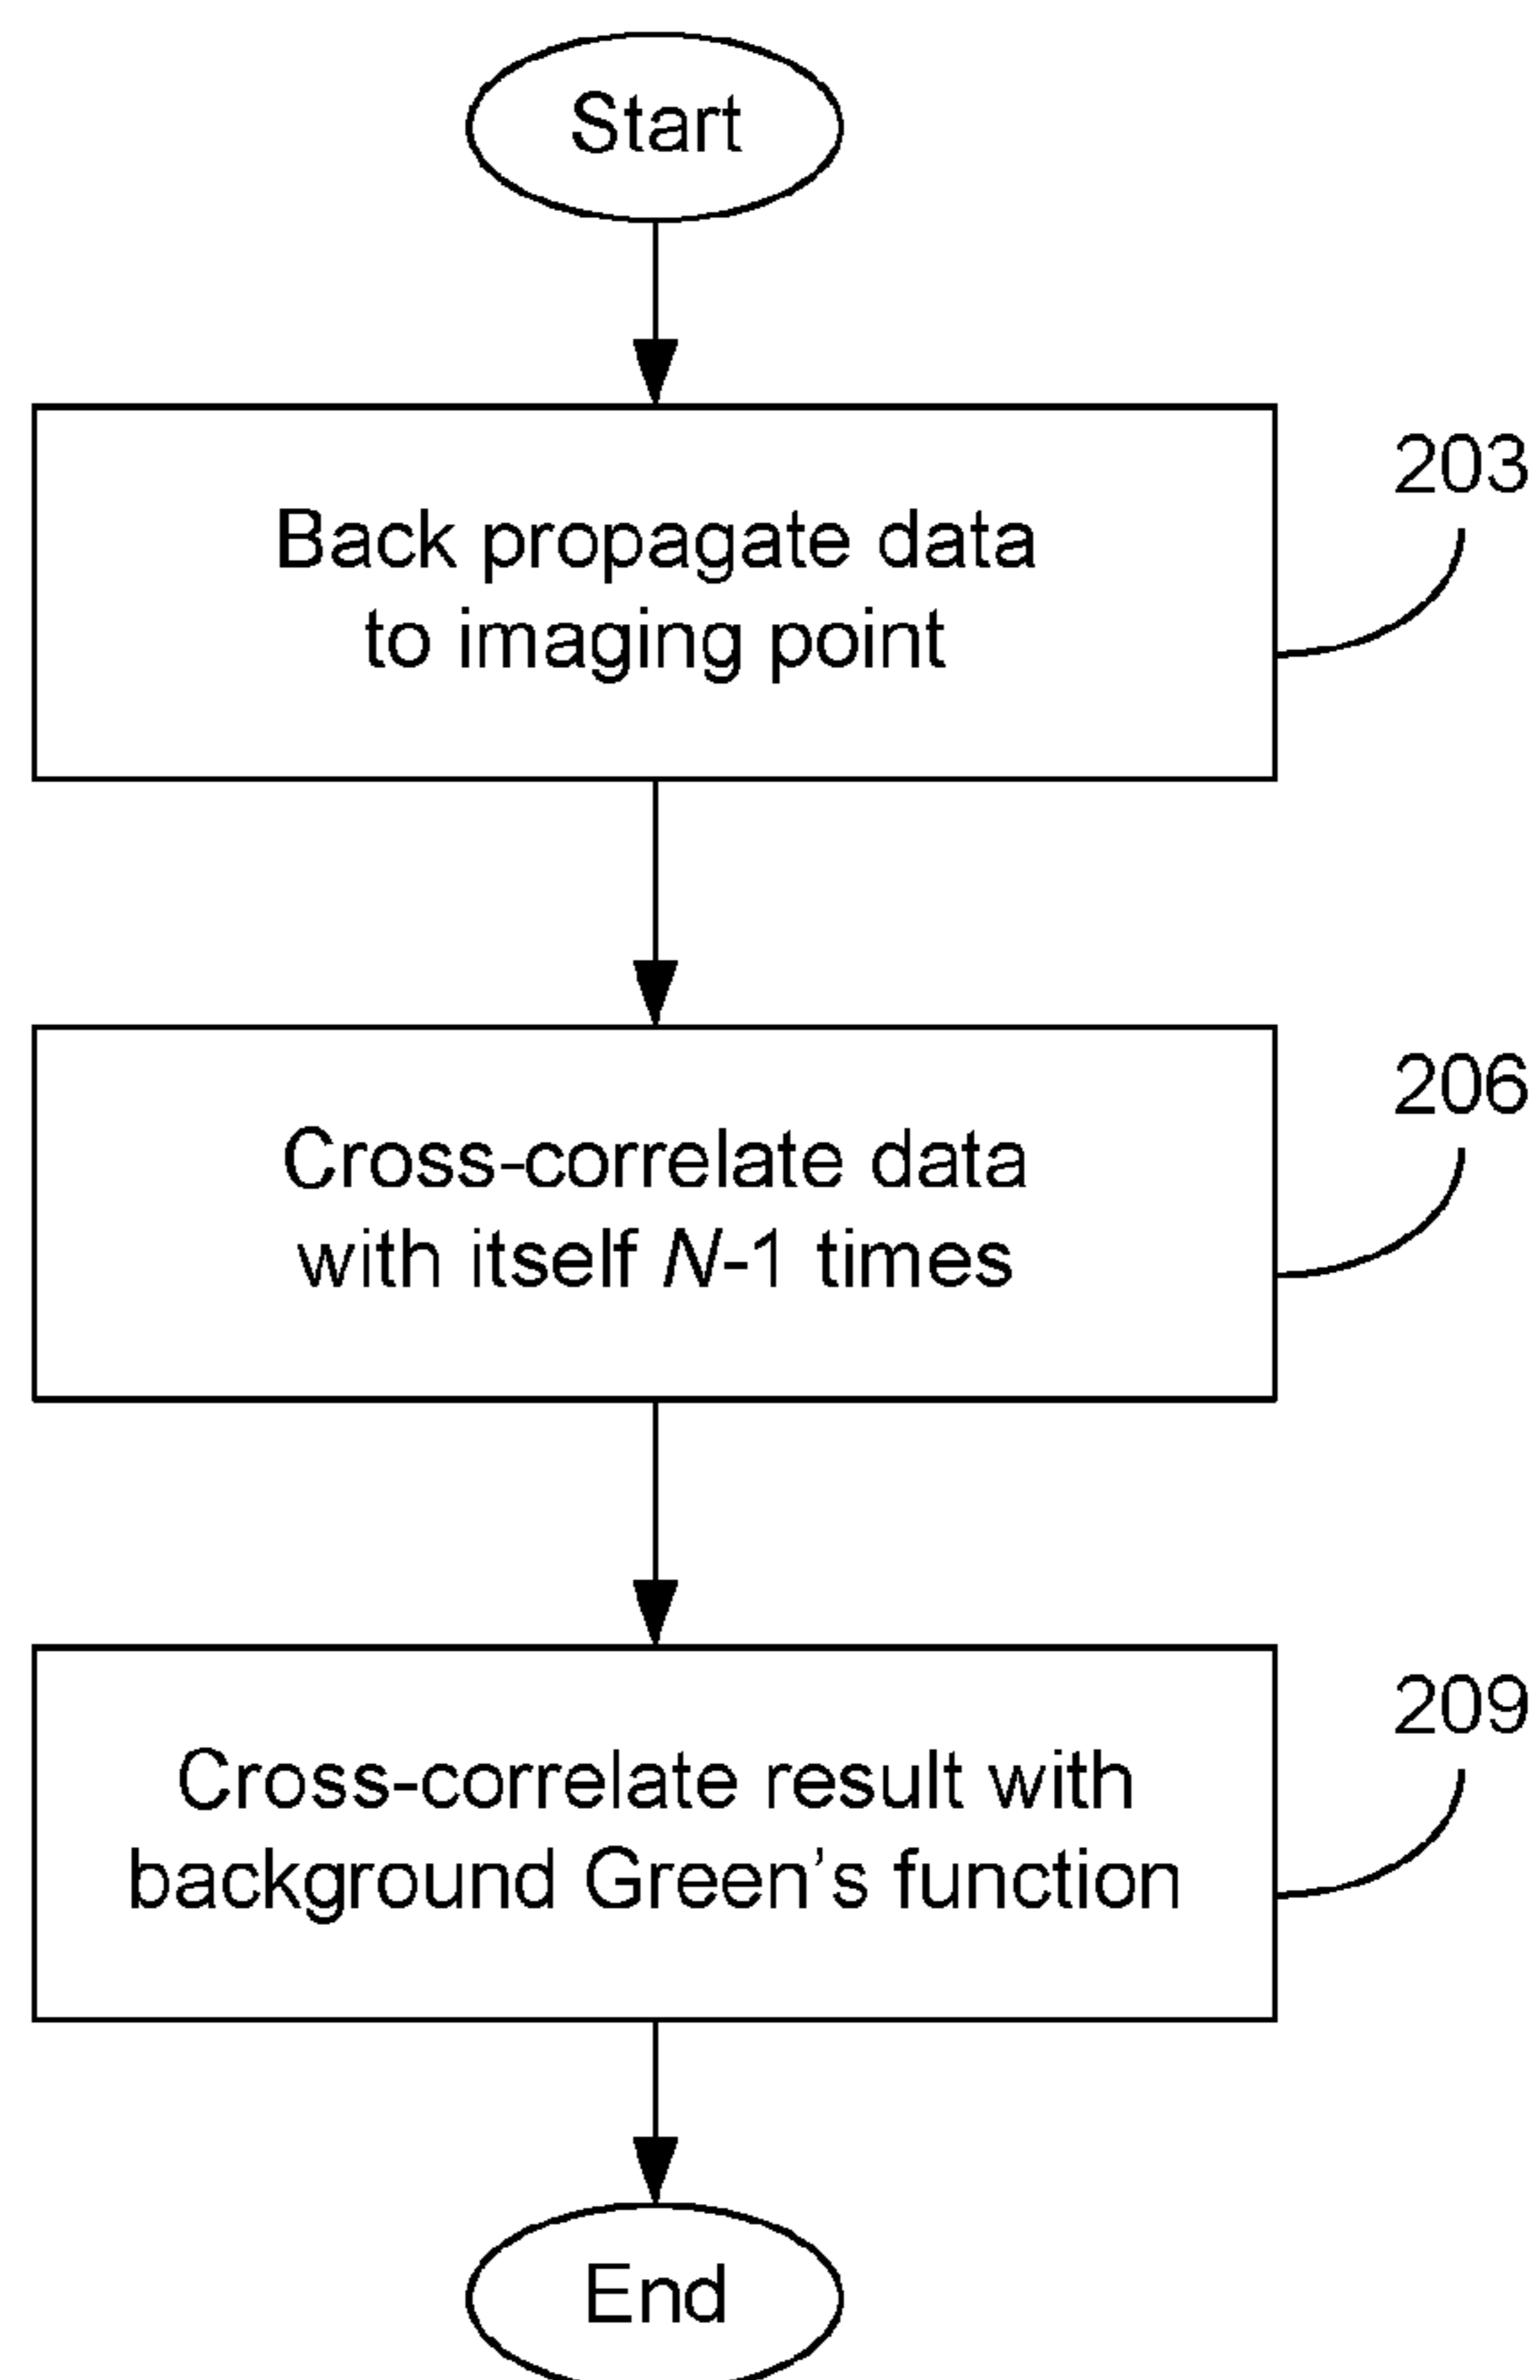 Start
203
Back propagate data
to imaging point
206
Cross-correlate data
with itself N-1 times
209
Cross-correlate result with
background Green's function
End